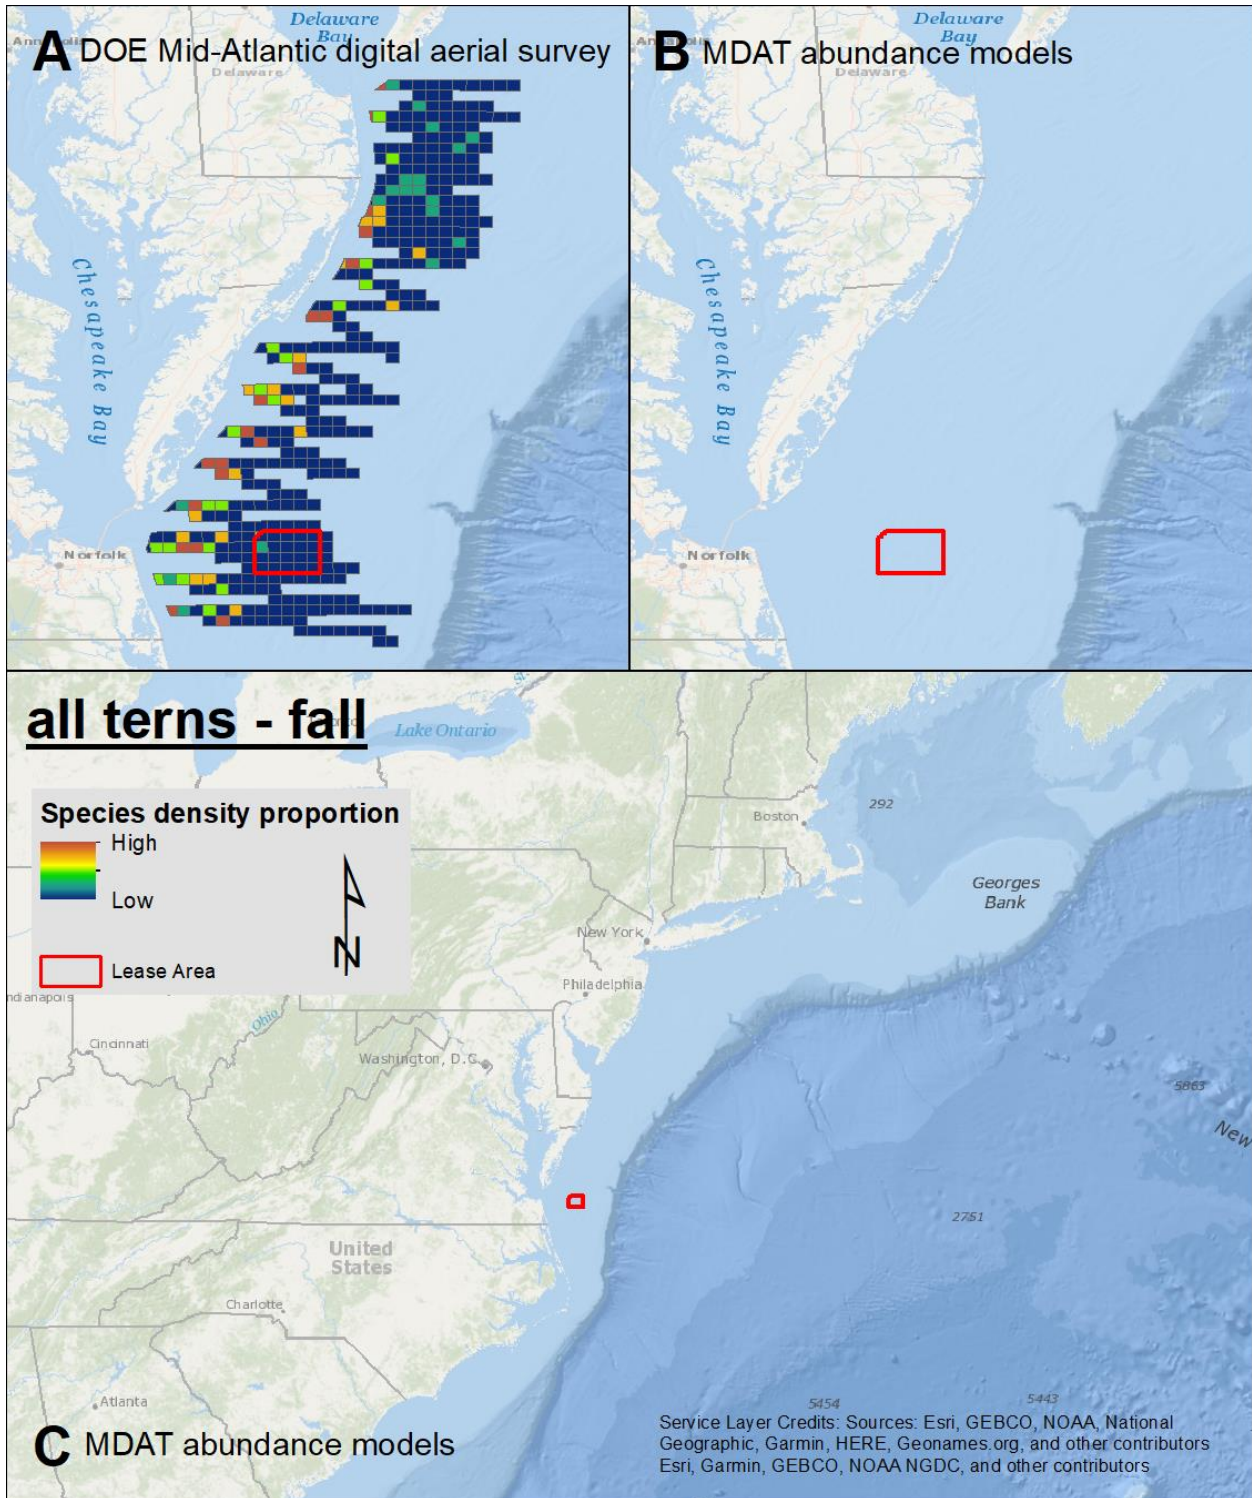 A DOE Mid-Atlantic digital aerial survey
Delaware
Bay
Delaware
Chesapeake Bay
Norfolk
B MDAT abundance models
Delaware
Bay
Delaware
Chesapeake Bay
Norfolk
all terns - fall
Lake Ontario
Species density proportion
High
Low
N
Lease Area
292
Boston
Georges
Bank
New York
Philadelphia
ndianapolis
Ohio
Cincinnati
Washington, D.C.
5863
New
2751
United
States
Charlotte
Atlanta
5454
5443
C MDAT abundance models
Service Layer Credits: Sources: Esri, GEBCO, NOAA, National
Geographic, Garmin, HERE, Geonames.org, and other contributors
Esri, Garmin, GEBCO, NOAA NGDC, and other contributors